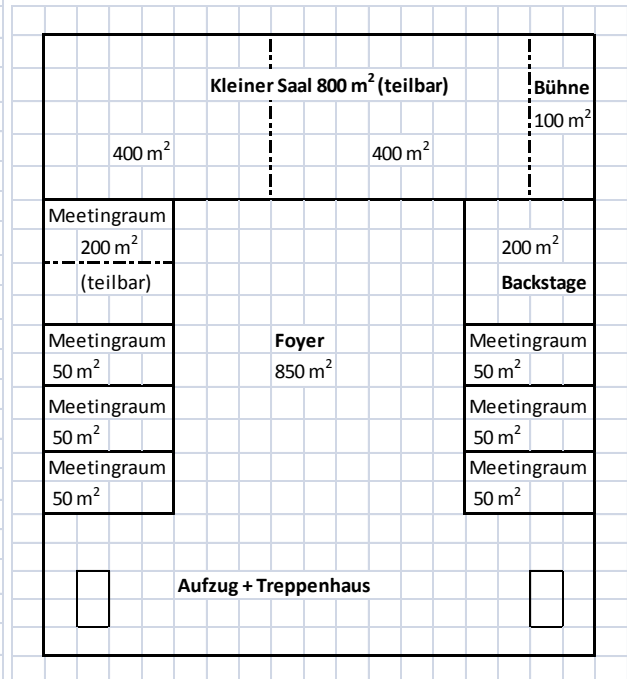 Kleiner Saal 800 m² (teilbar)
Bühne
100 m²
400 m²
400 m²
Meetingraum
200 m²
(teilbar)
200 m²
Backstage
Meetingraum
50 m²
Foyer
850 m²
Meetingraum
50 m²
Meetingraum
50 m²
Meetingraum
50 m²
Meetingraum
50 m²
Meetingraum
50 m²
Aufzug + Treppenhaus